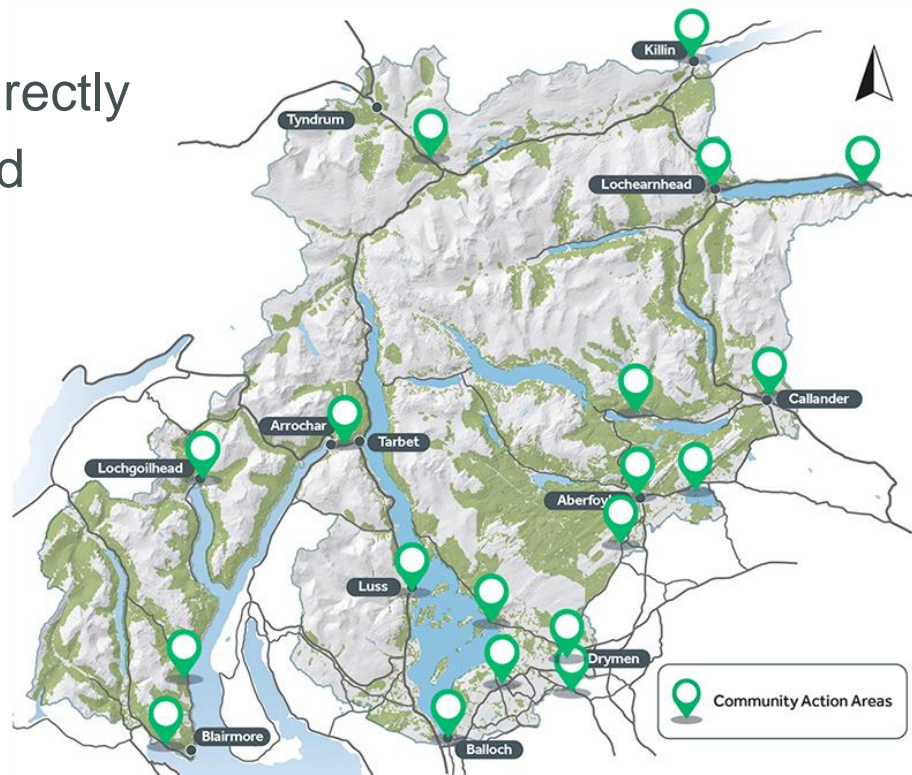 rectly
d
Killin
Tyndrum
Lochearnhead
Callander
Arrochar
Tarbet
Lochgoilhead
Luss
Drymen
Community Action Areas
Blairmore
Balloch